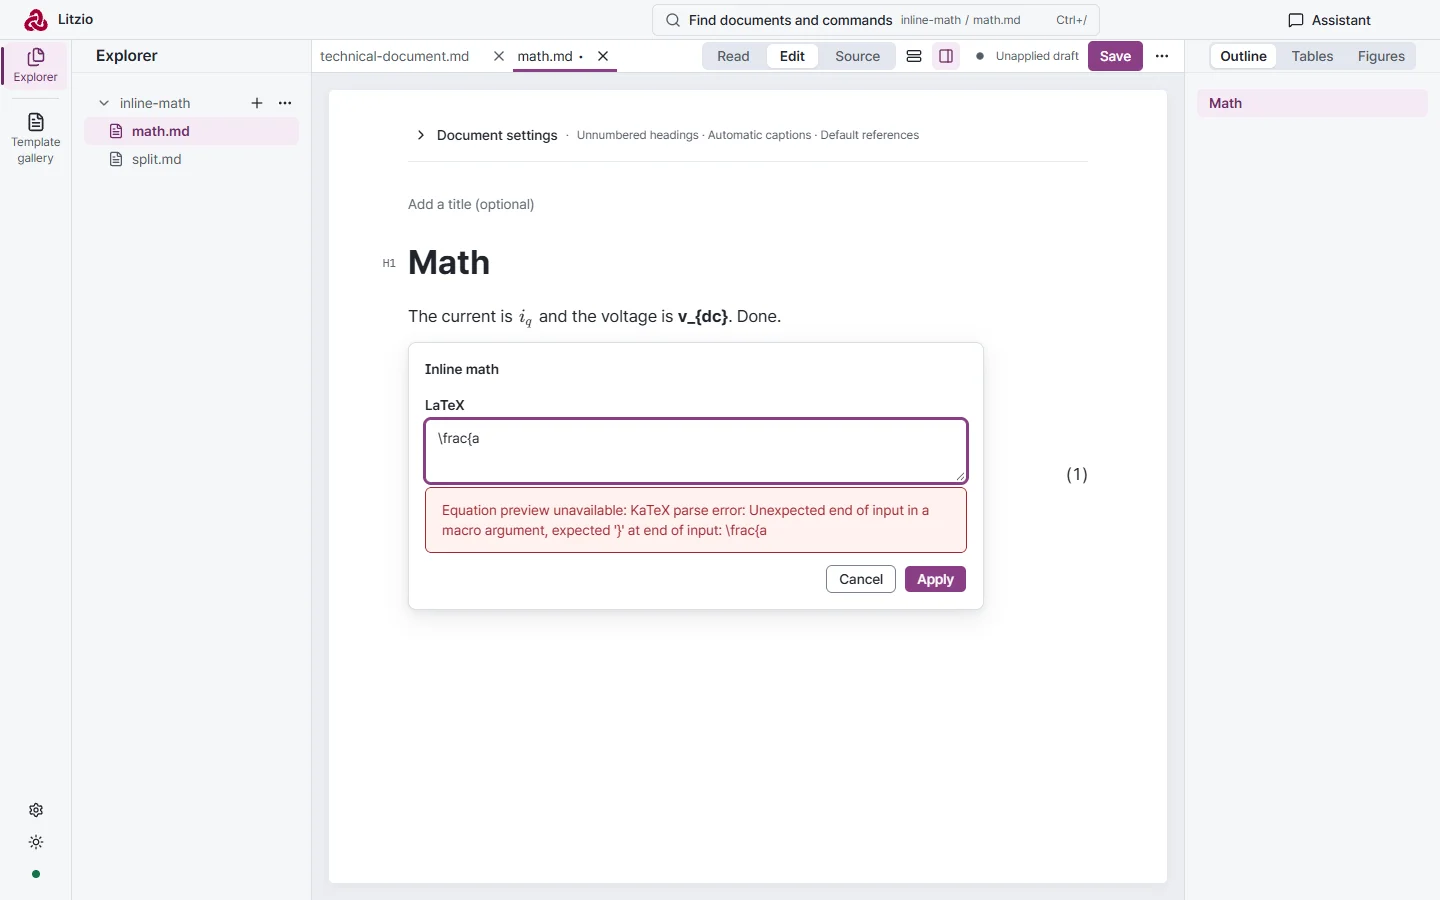 Litzio
Find documents and commands inline-math / math.md Ctrl+/
Assistant
Explorer
Template
gallery
Explorer
inline-math
math.md
split.md
technical-document.md
math.md •
Read Edit Source
Unapplied draft
Save
Outline Tables Figures
Math
Document settings · Unnumbered headings · Automatic captions · Default references
Add a title (optional)
H1 Math
The current is i_q and the voltage is v_{dc}. Done.
Inline math
LaTeX
\frac{a
Equation preview unavailable: KaTeX parse error: Unexpected end of input in a
macro argument, expected '}' at end of input: \frac{a
Cancel Apply
(1)